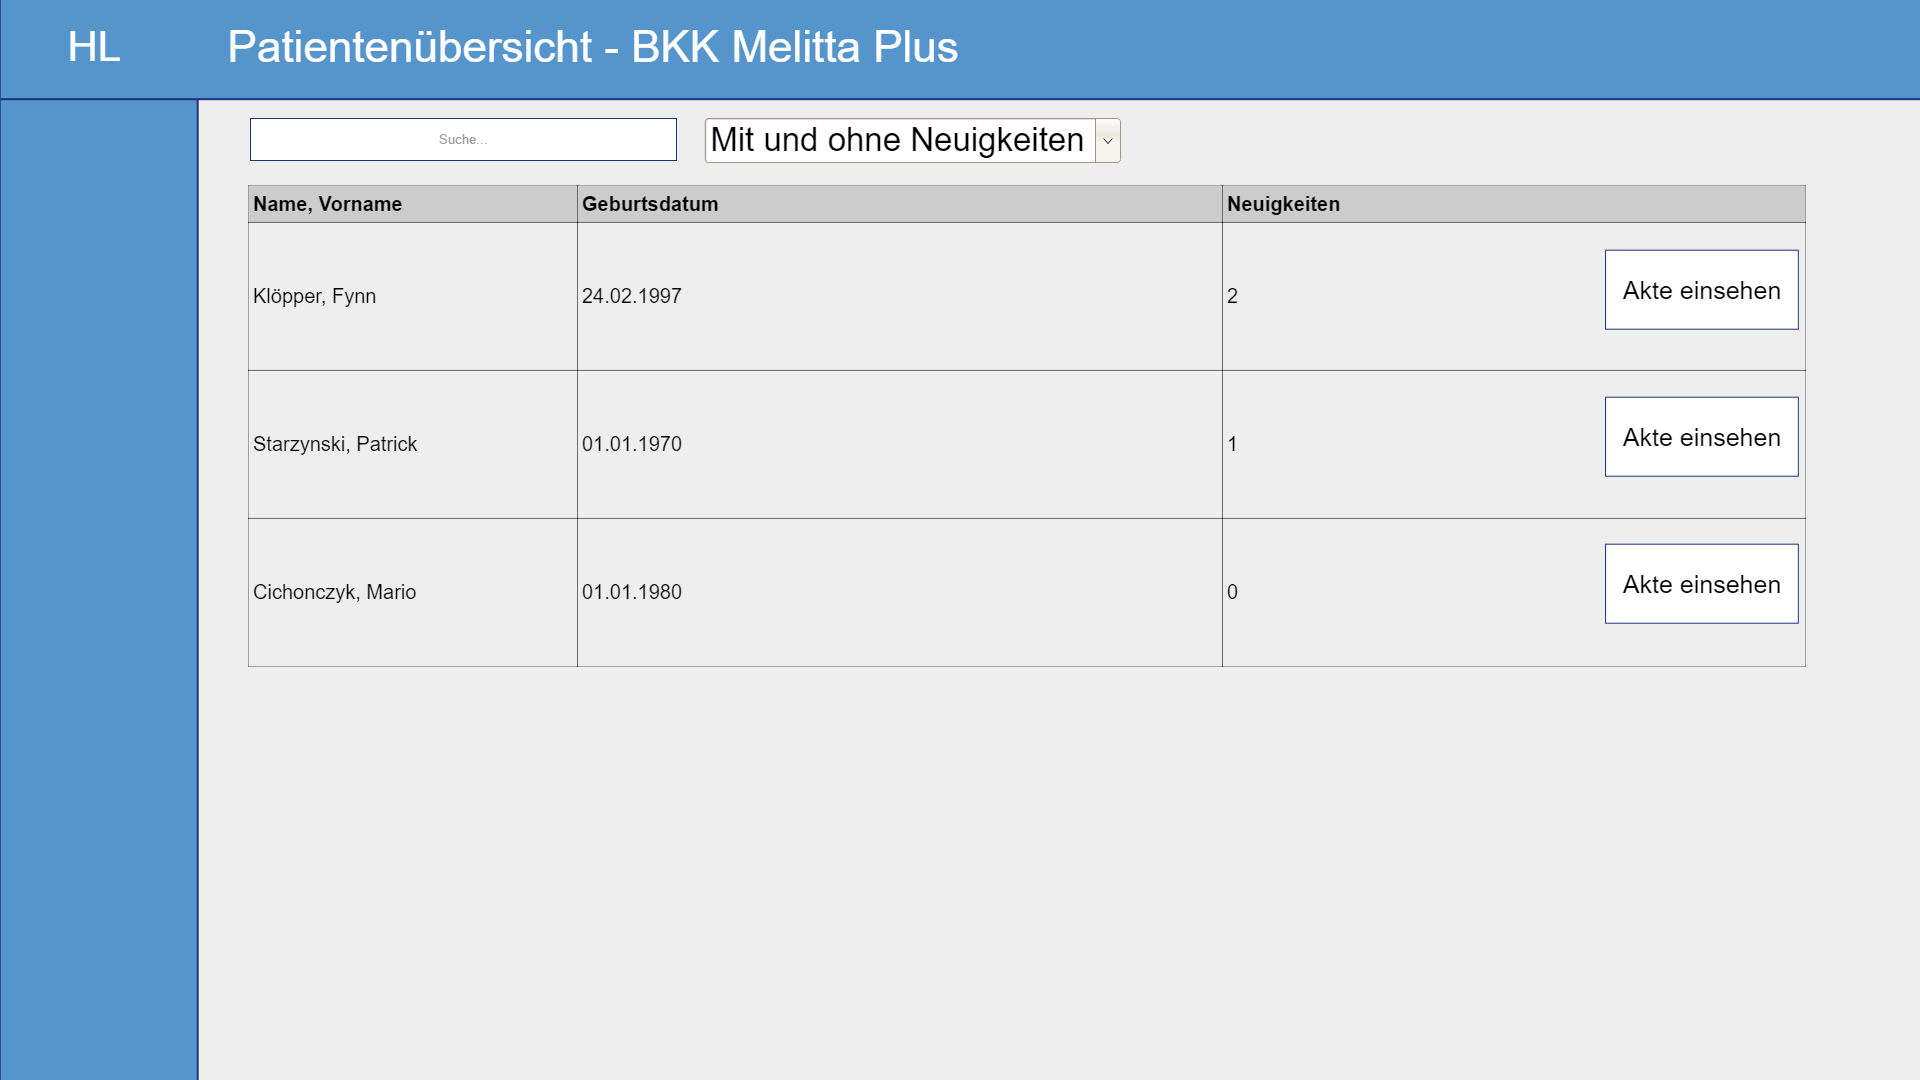 HL
Patientenübersicht - BKK Melitta Plus
Suche...
Mit und ohne Neuigkeiten
Name, Vorname Geburtsdatum Neuigkeiten
Klöpper, Fynn 24.02.1997 2 Akte einsehen
Starzynski, Patrick 01.01.1970 1 Akte einsehen
Cichonczyk, Mario 01.01.1980 0 Akte einsehen